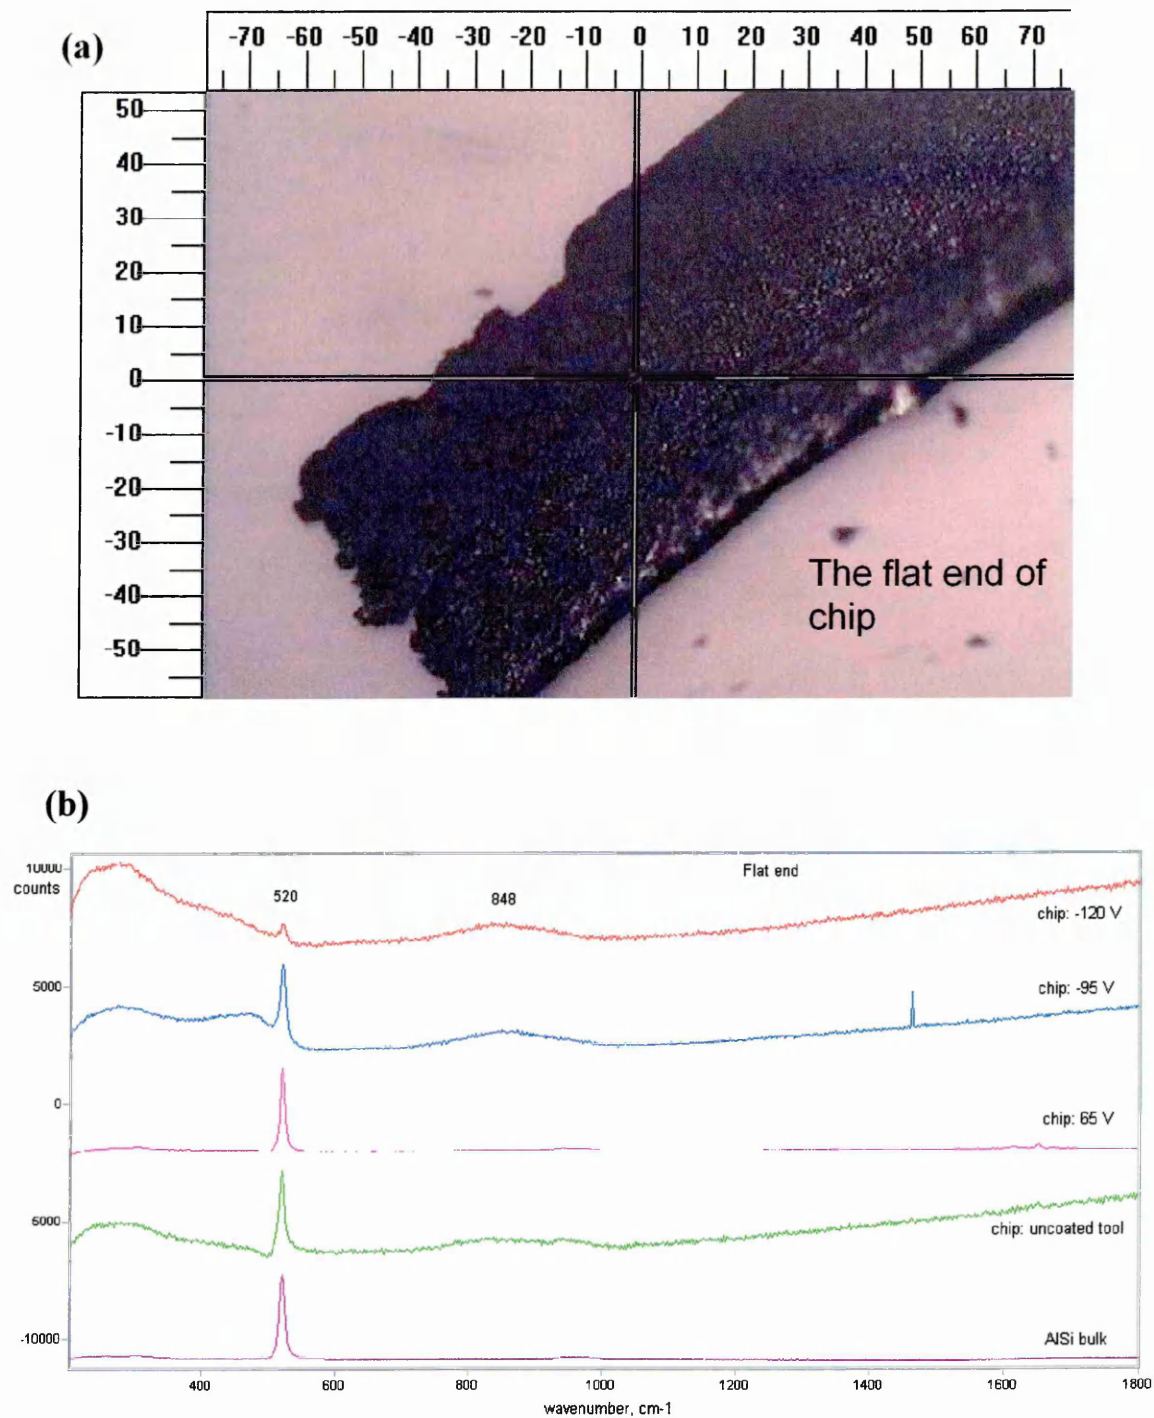 (a)
-70 -60 -50 -40 -30 -20 -10 0 10 20 30 40 50 60 70
50
40
30
20
10
0
-10
-20
-30
-40
-50
The flat end of
chip
(b)
10000
counts
Flat end
520
848
chip: -120 V
5000
chip: -95 V
0
chip: 65 V
5000
chip: uncoated tool
-10000
AlSi bulk
400 600 800 1000 1200 1400 1600 1800
wavenumber, cm-1